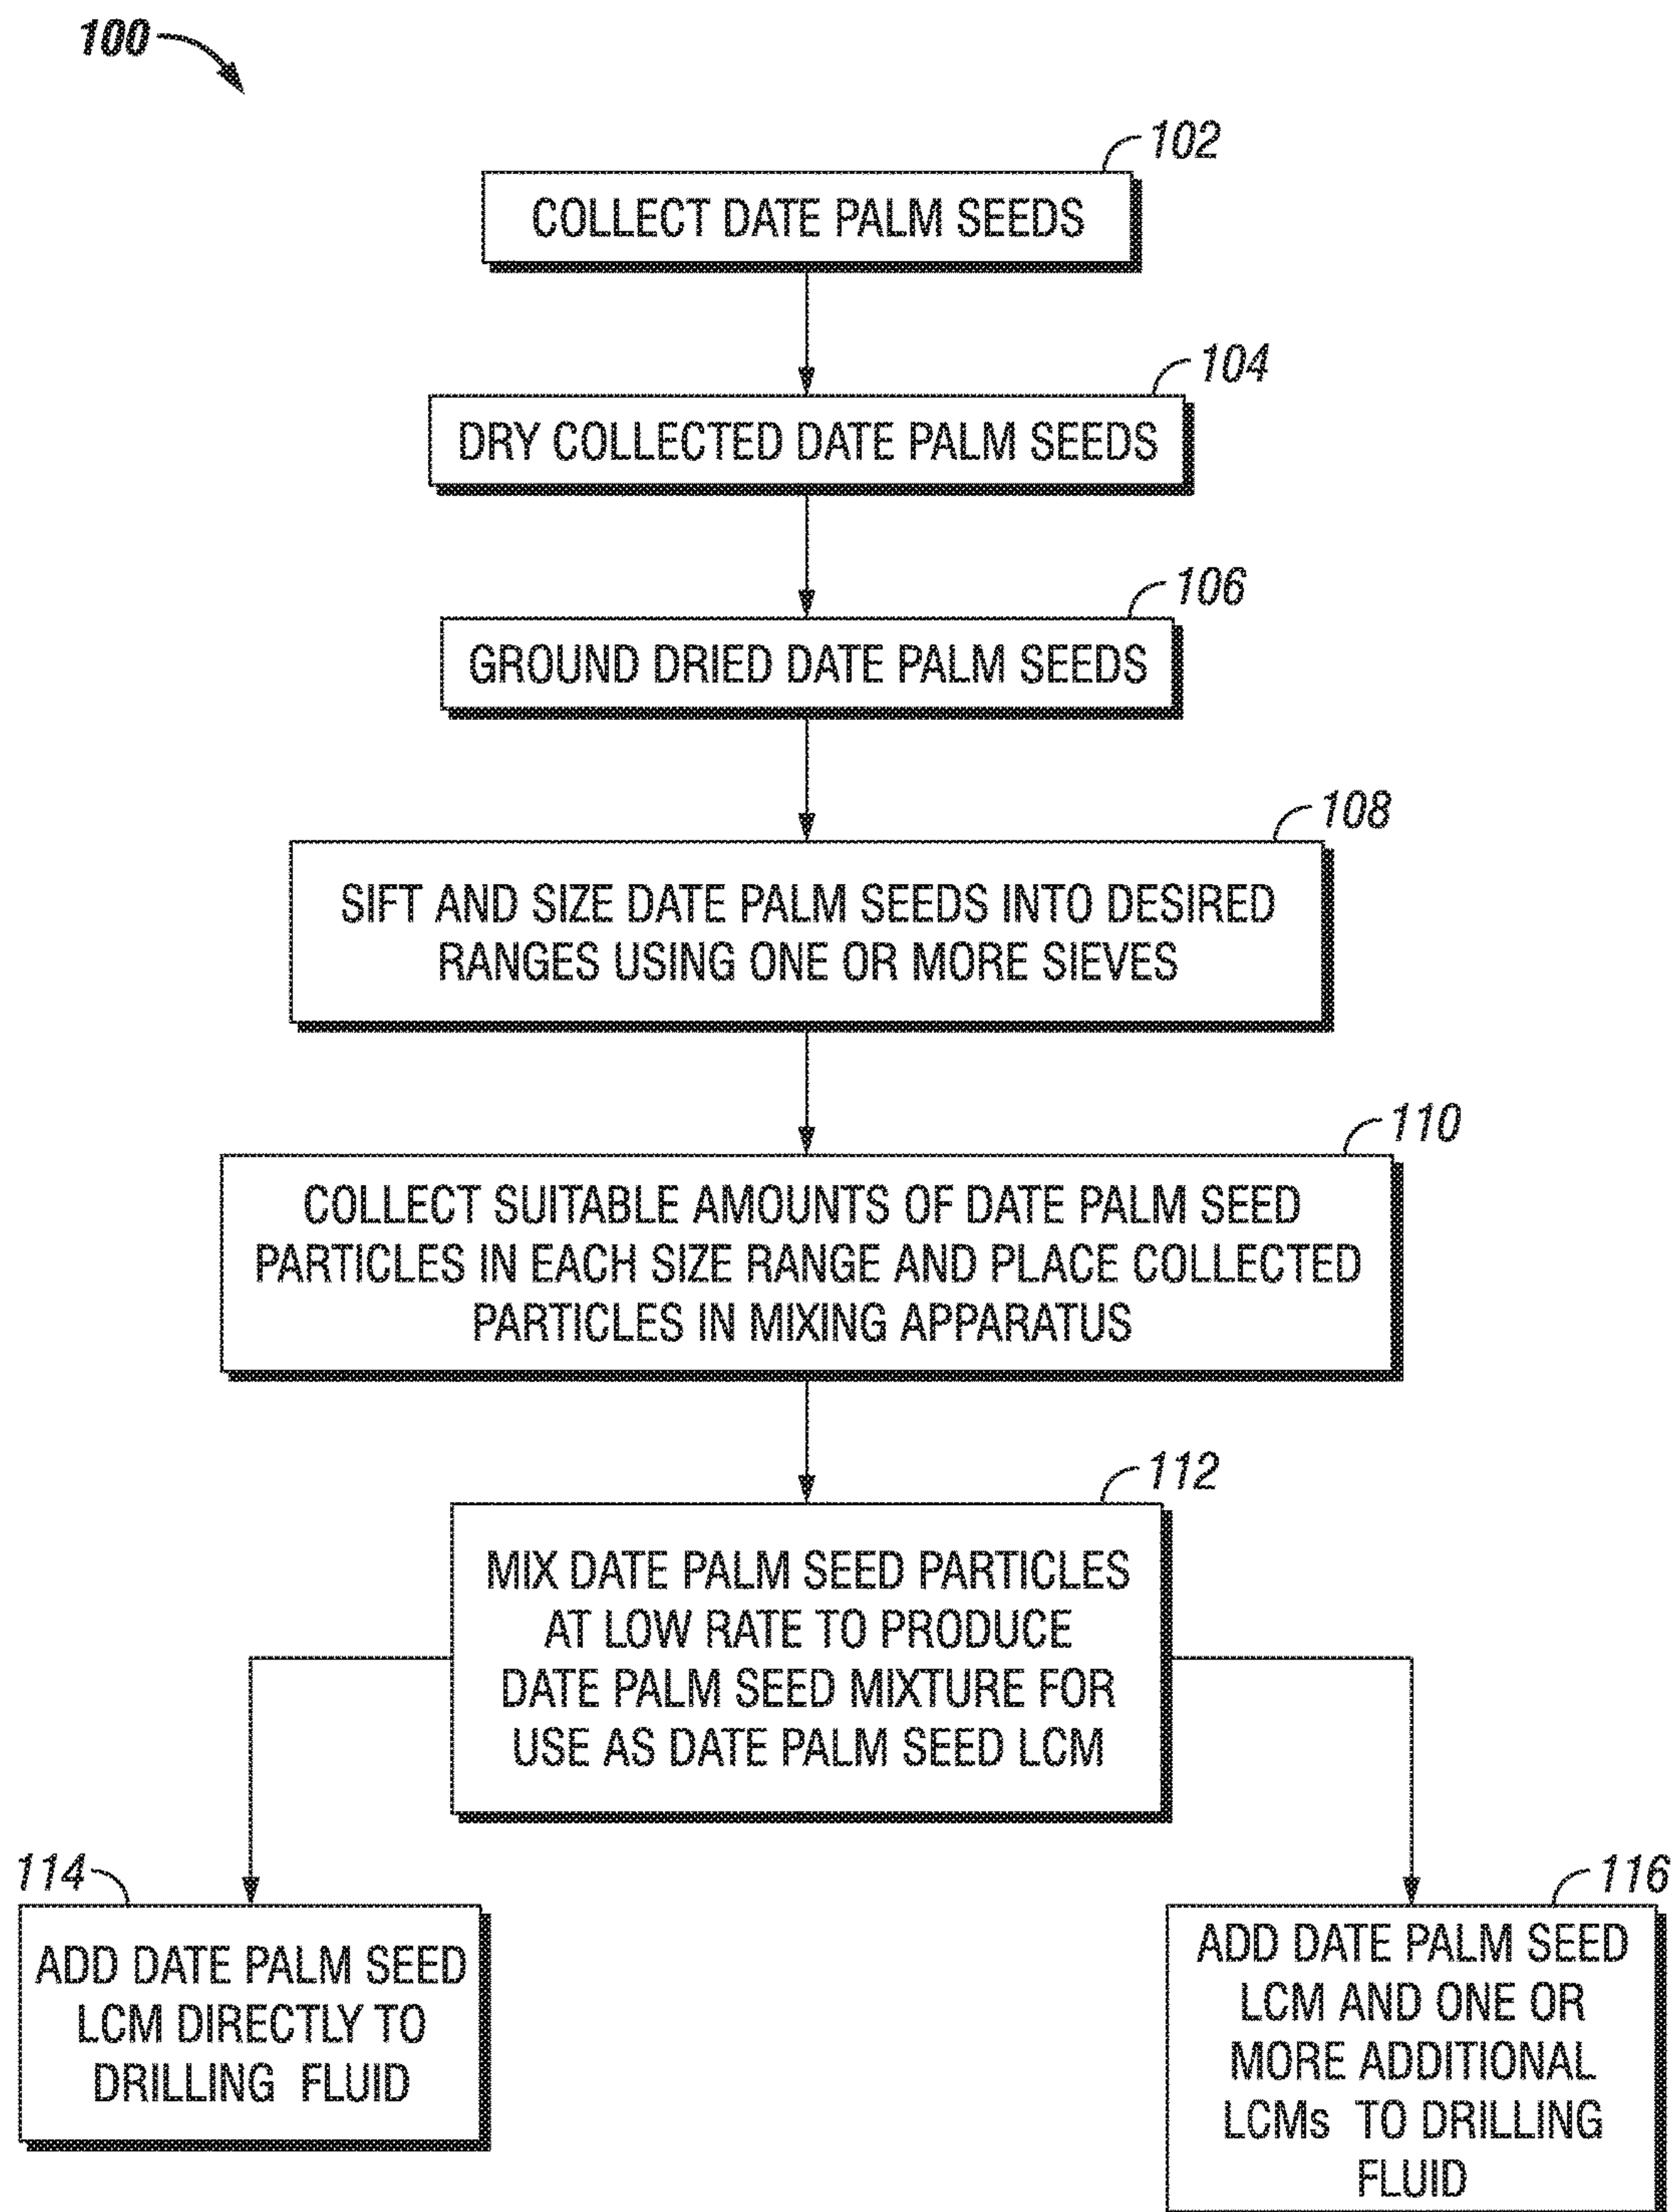 100
102
COLLECT DATE PALM SEEDS
104
DRY COLLECTED DATE PALM SEEDS
106
GROUND DRIED DATE PALM SEEDS
108
SIFT AND SIZE DATE PALM SEEDS INTO DESIRED
RANGES USING ONE OR MORE SIEVES
110
COLLECT SUITABLE AMOUNTS OF DATE PALM SEED
PARTICLES IN EACH SIZE RANGE AND PLACE COLLECTED
PARTICLES IN MIXING APPARATUS
112
MIX DATE PALM SEED PARTICLES
AT LOW RATE TO PRODUCE
DATE PALM SEED MIXTURE FOR
USE AS DATE PALM SEED LCM
114
ADD DATE PALM SEED
LCM DIRECTLY TO
DRILLING FLUID
116
ADD DATE PALM SEED
LCM AND ONE OR
MORE ADDITIONAL
LCMs TO DRILLING
FLUID